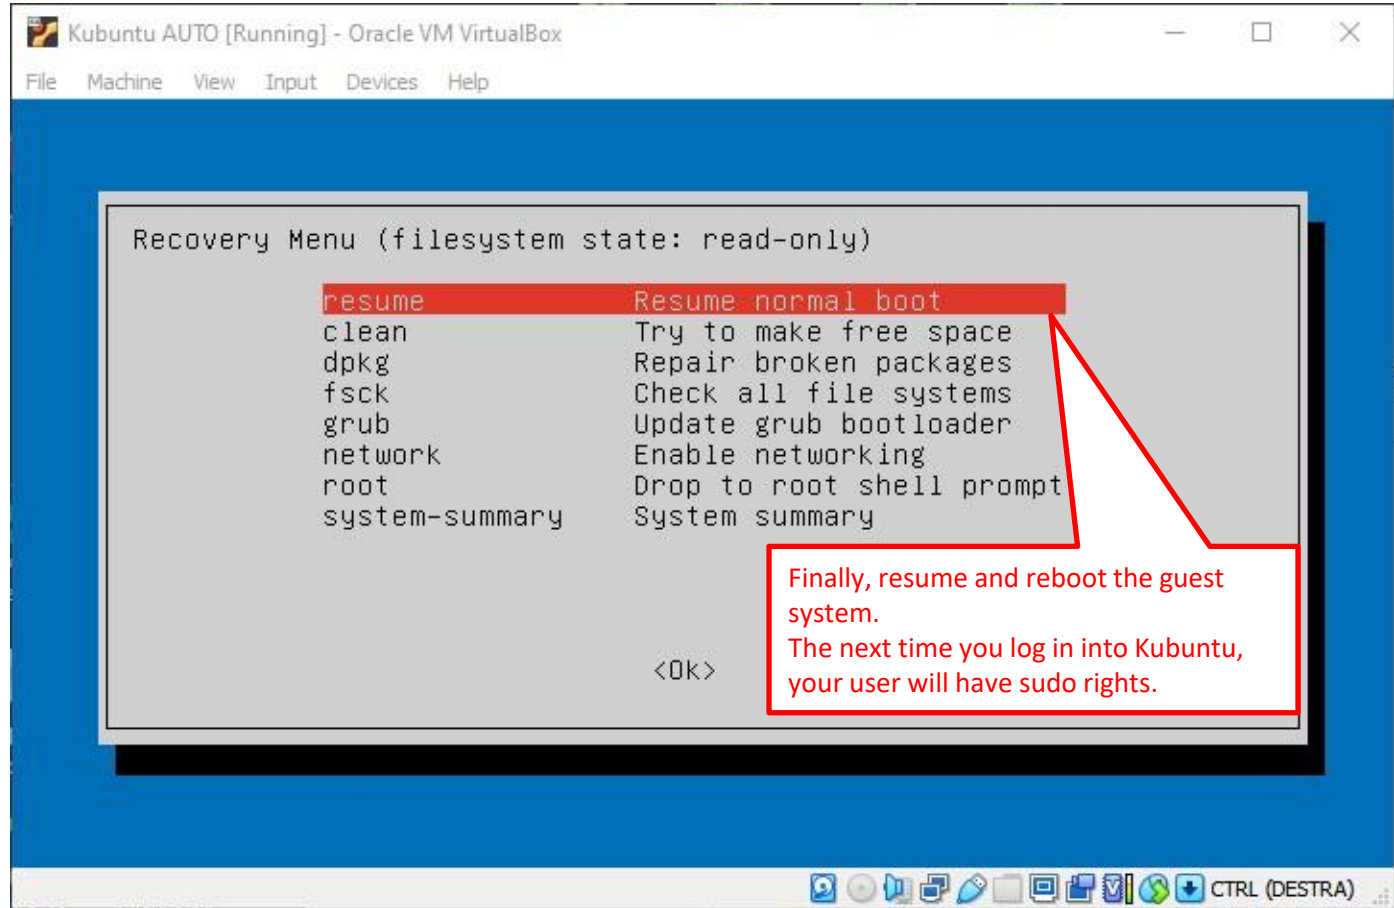 Kubuntu AUTO [Running] - Oracle VM VirtualBox
File Machine View Input Devices Help
Recovery Menu (filesystem state: read-only)
resume Resume normal boot
clean Try to make free space
dpkg Repair broken packages
fsck Check all file systems
grub Update grub bootloader
network Enable networking
root Drop to root shell prompt
system-summary System summary
Finally, resume and reboot the guest
system.
The next time you log in into Kubuntu,
your user will have sudo rights.
<Ok>
CTRL (DESTRA)